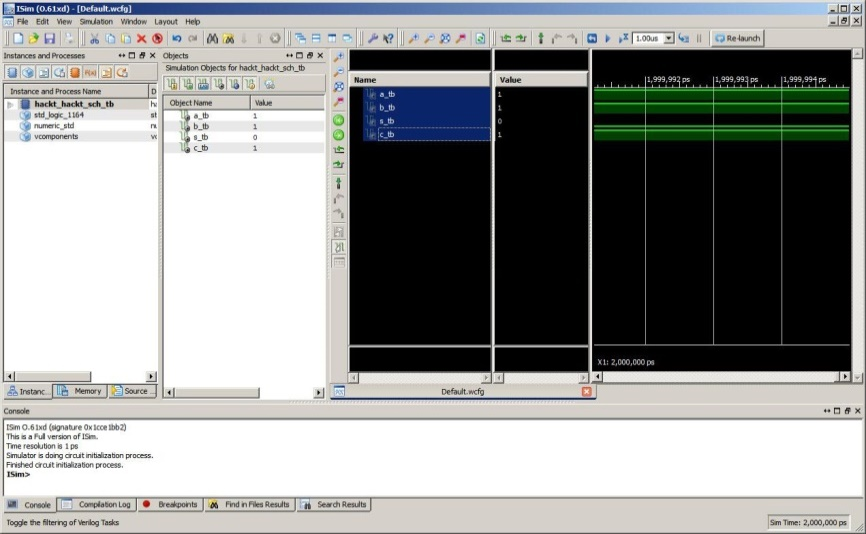 ISim (O.61xd) - [Default.wcfg]
File Edit View Simulation Window Layout Help
1.00us
Re-launch
Instances and Processes
Instance and Process Name
D
hackt_hackt_sch_tb
ha
std_logic_1164
st
numeric_std
nu
vcomponents
vc
Instanc...
Memory
Source ...
Objects
Simulation Objects for hackt_hackt_sch_tb
Object Name Value
a_tb 1
b_tb 1
s_tb 0
c_tb 1
Name Value
a_tb 1
b_tb 1
s_tb 0
c_tb 1
1,999,992 ps 1,999,993 ps 1,999,994 ps
X1: 2,000,000 ps
Default.wcfg
Console
ISim O.61xd (signature 0x1cce1bb2)
This is a Full version of ISim.
Time resolution is 1 ps
Simulator is doing circuit initialization process.
Finished circuit initialization process.
ISim>
Console Compilation Log Breakpoints Find in Files Results Search Results
Toggle the filtering of Verilog Tasks
Sim Time: 2,000,000 ps